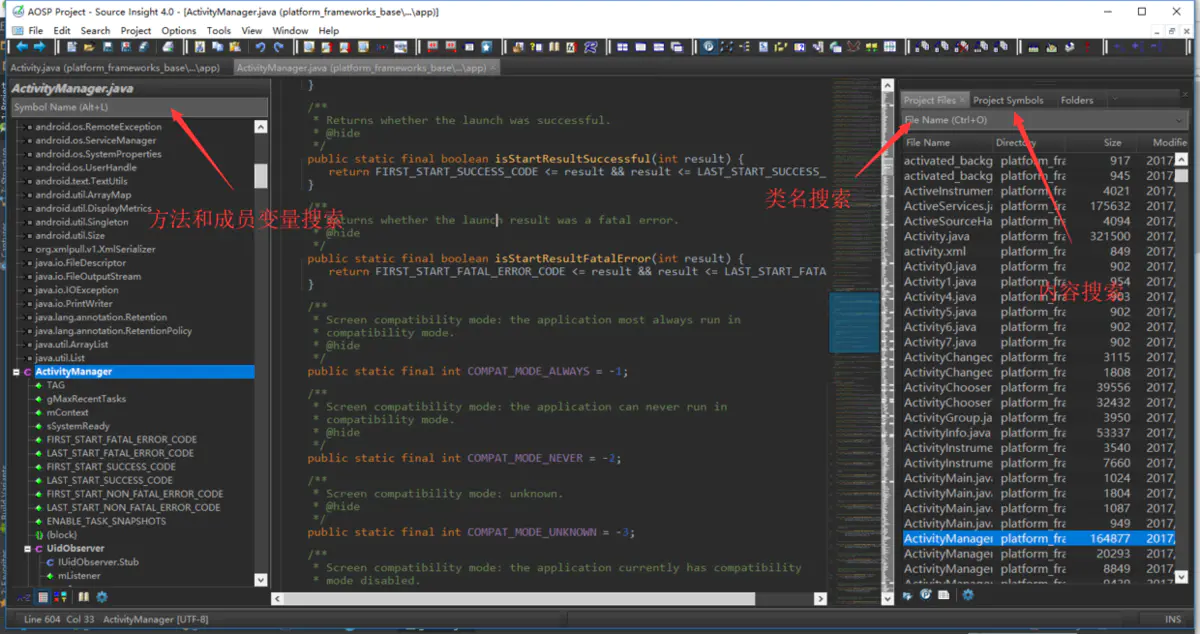 AOSP Project - Source Insight 4.0 - [ActivityManager.java (platform_frameworks_base\...\app)]
File Edit Search Project Options Tools View Window Help
Activity.java (platform_frameworks_base\...\app)
ActivityManager.java (platform_frameworks_base\...\app)
ActivityManager.java
Symbol Name (Alt+L)
android.os.RemoteException
android.os.ServiceManager
android.os.SystemProperties
android.os.UserHandle
android.text.TextUtils
android.util.ArrayMap
android.util.DisplayMetrics
android.util.Singleton
android.util.Size
org.xmlpull.v1.XmlSerializer
java.io.FileDescriptor
java.io.FileOutputStream
java.io.IOException
java.io.PrintWriter
java.lang.annotation.Retention
java.lang.annotation.RetentionPolicy
java.util.ArrayList
java.util.List
ActivityManager
TAG
gMaxRecentTasks
mContext
sSystemReady
FIRST_START_FATAL_ERROR_CODE
LAST_START_FATAL_ERROR_CODE
FIRST_START_SUCCESS_CODE
LAST_START_SUCCESS_CODE
FIRST_START_NON_FATAL_ERROR_CODE
LAST_START_NON_FATAL_ERROR_CODE
ENABLE_TASK_SNAPSHOTS
{block}
UidObserver
IUidObserver.Stub
mListener
方法和成员变量搜索
}
/**
* Returns whether the launch was successful.
* @hide
*/
public static final boolean isStartResultSuccessful(int result) {
return FIRST_START_SUCCESS_CODE <= result && result <= LAST_START_SUCCESS_
}
/**
returns whether the launch result was a fatal error.
* @hide
*/
public static final boolean isStartResultFatalError(int result) {
return FIRST_START_FATAL_ERROR_CODE <= result && result <= LAST_START_FATA
}
/**
* Screen compatibility mode: the application most always run in
* compatibility mode.
* @hide
*/
public static final int COMPAT_MODE_ALWAYS = -1;
/**
* Screen compatibility mode: the application can never run in
* compatibility mode.
* @hide
*/
public static final int COMPAT_MODE_NEVER = -2;
/**
* Screen compatibility mode: unknown.
* @hide
*/
public static final int COMPAT_MODE_UNKNOWN = -3;
/**
* Screen compatibility mode: the application currently has compatibility
* mode disabled.
Project Files Project Symbols Folders
File Name (Ctrl+O)
类名搜索
内容搜索
File Name Directory Size Modifie
activated_backg platform_fra 917 2017,
activated_backg platform_fra 945 2017,
ActiveInstrumen platform_fra 4021 2017,
ActiveServices.ja platform_fra 175632 2017,
ActiveSourceHa platform_fra 4094 2017,
Activity.java platform_fra 321500 2017,
activity.xml platform_fra 849 2017,
Activity0.java platform_fra 902 2017,
Activity1.java platform_fra 954 2017,
Activity4.java platform_fra 903 2017,
Activity5.java platform_fra 902 2017,
Activity6.java platform_fra 902 2017,
Activity7.java platform_fra 902 2017,
ActivityChangec platform_fra 3115 2017,
ActivityChangec platform_fra 1808 2017,
ActivityChooser platform_fra 39556 2017,
ActivityChooser platform_fra 32432 2017,
ActivityGroup.ja platform_fra 3950 2017,
ActivityInfo.java platform_fra 53337 2017,
ActivityInstrume platform_fra 3540 2017,
ActivityInstrume platform_fra 7660 2017,
ActivityMain.java platform_fra 1024 2017,
ActivityMain.java platform_fra 1804 2017,
ActivityMain.java platform_fra 1087 2017,
ActivityMain.java platform_fra 949 2017,
ActivityManager platform_fra 164877 2017,
ActivityManager platform_fra 20293 2017,
ActivityManager platform_fra 8849 2017,
Line 604 Col 33 ActivityManager [UTF-8]
INS